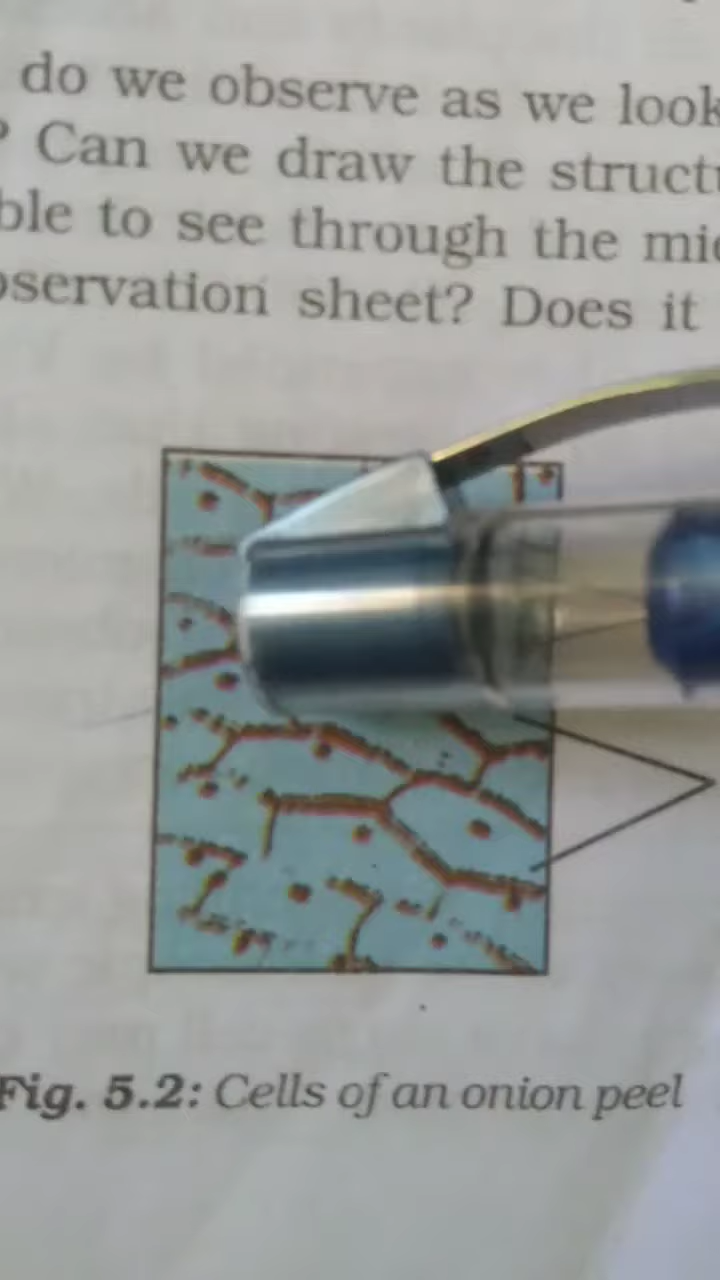 do we observe as we look
? Can we draw the struct
ble to see through the mic
servation sheet? Does it
Fig. 5.2: Cells of an onion peel